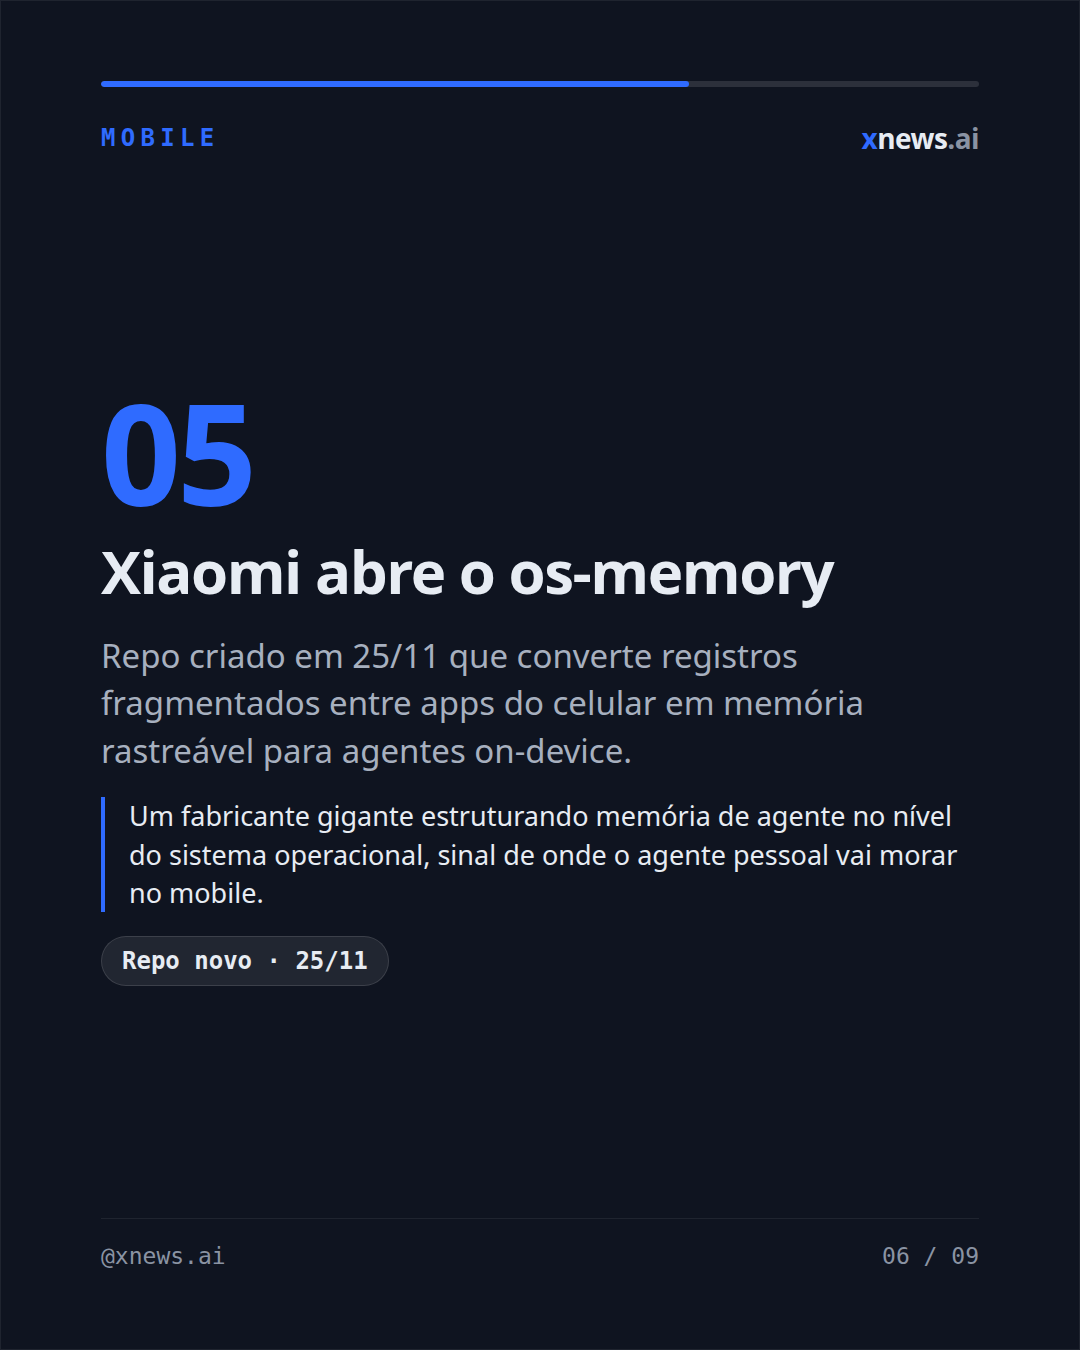 MOBILE
xnews.ai
05
Xiaomi abre o os-memory
Repo criado em 25/11 que converte registros
fragmentados entre apps do celular em memória
rastreável para agentes on-device.
Um fabricante gigante estruturando memória de agente no nível
do sistema operacional, sinal de onde o agente pessoal vai morar
no mobile.
Repo novo · 25/11
@xnews.ai
06 / 09